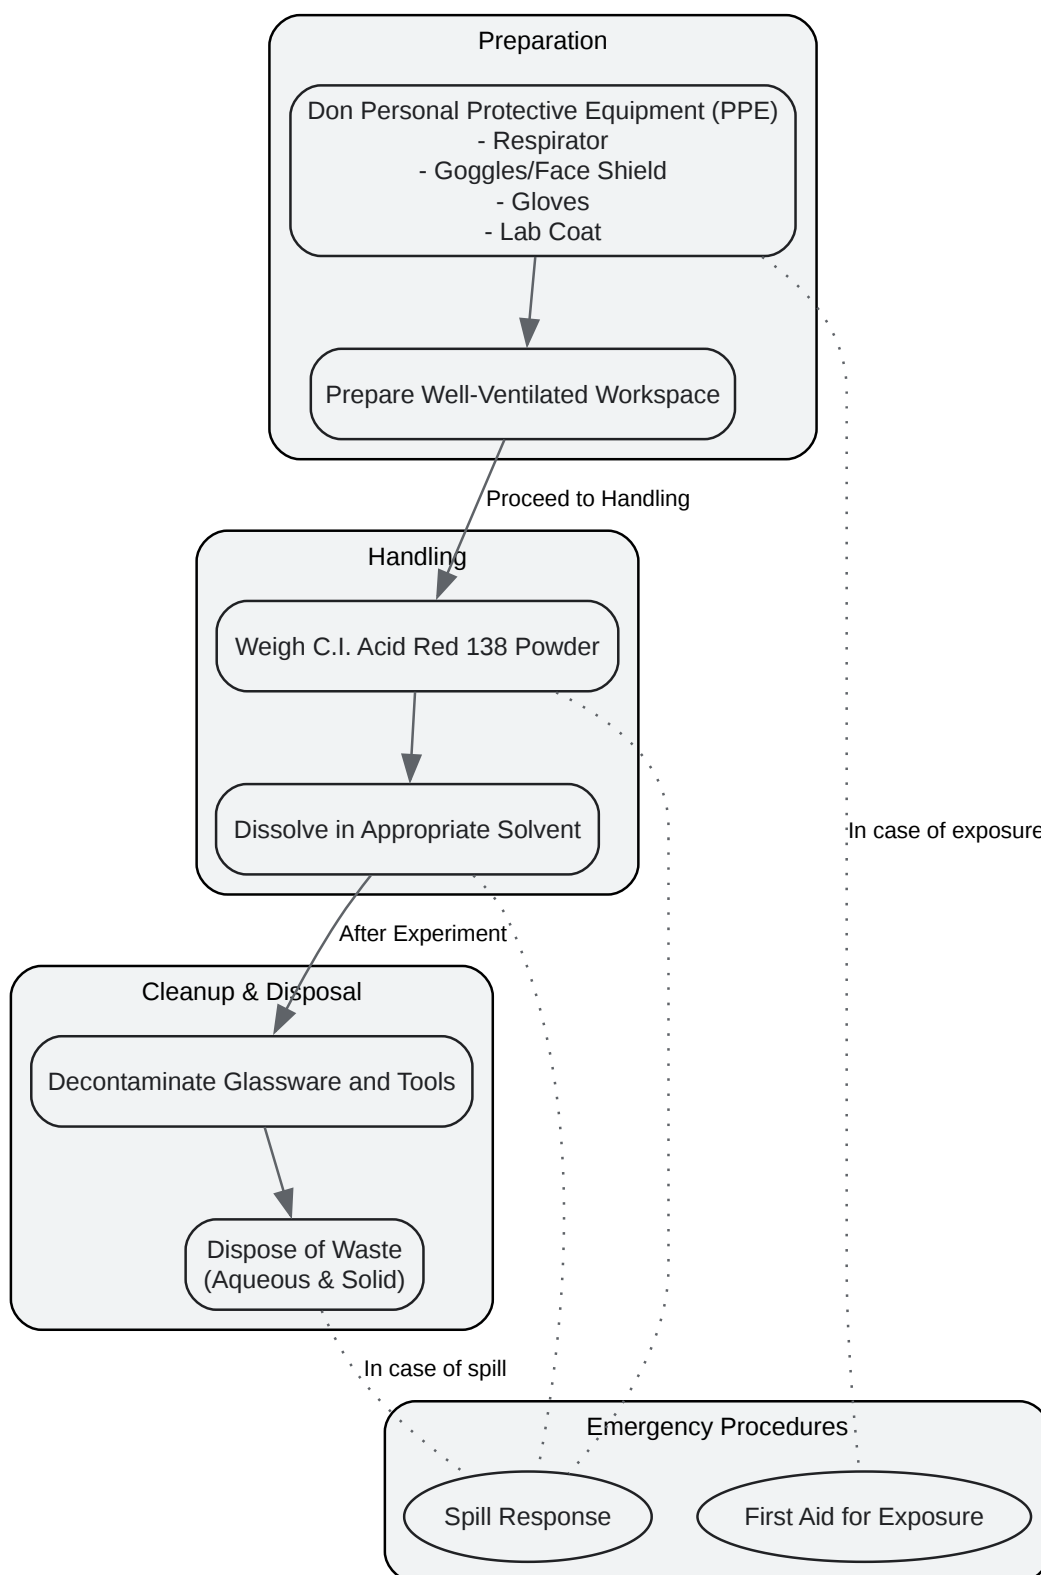 Preparation
Don Personal Protective Equipment (PPE)
- Respirator
- Goggles/Face Shield
- Gloves
- Lab Coat
Prepare Well-Ventilated Workspace
Proceed to Handling
Handling
Weigh C.I. Acid Red 138 Powder
Dissolve in Appropriate Solvent
In case of exposure
After Experiment
Cleanup & Disposal
Decontaminate Glassware and Tools
Dispose of Waste
(Aqueous & Solid)
In case of spill
Emergency Procedures
Spill Response
First Aid for Exposure